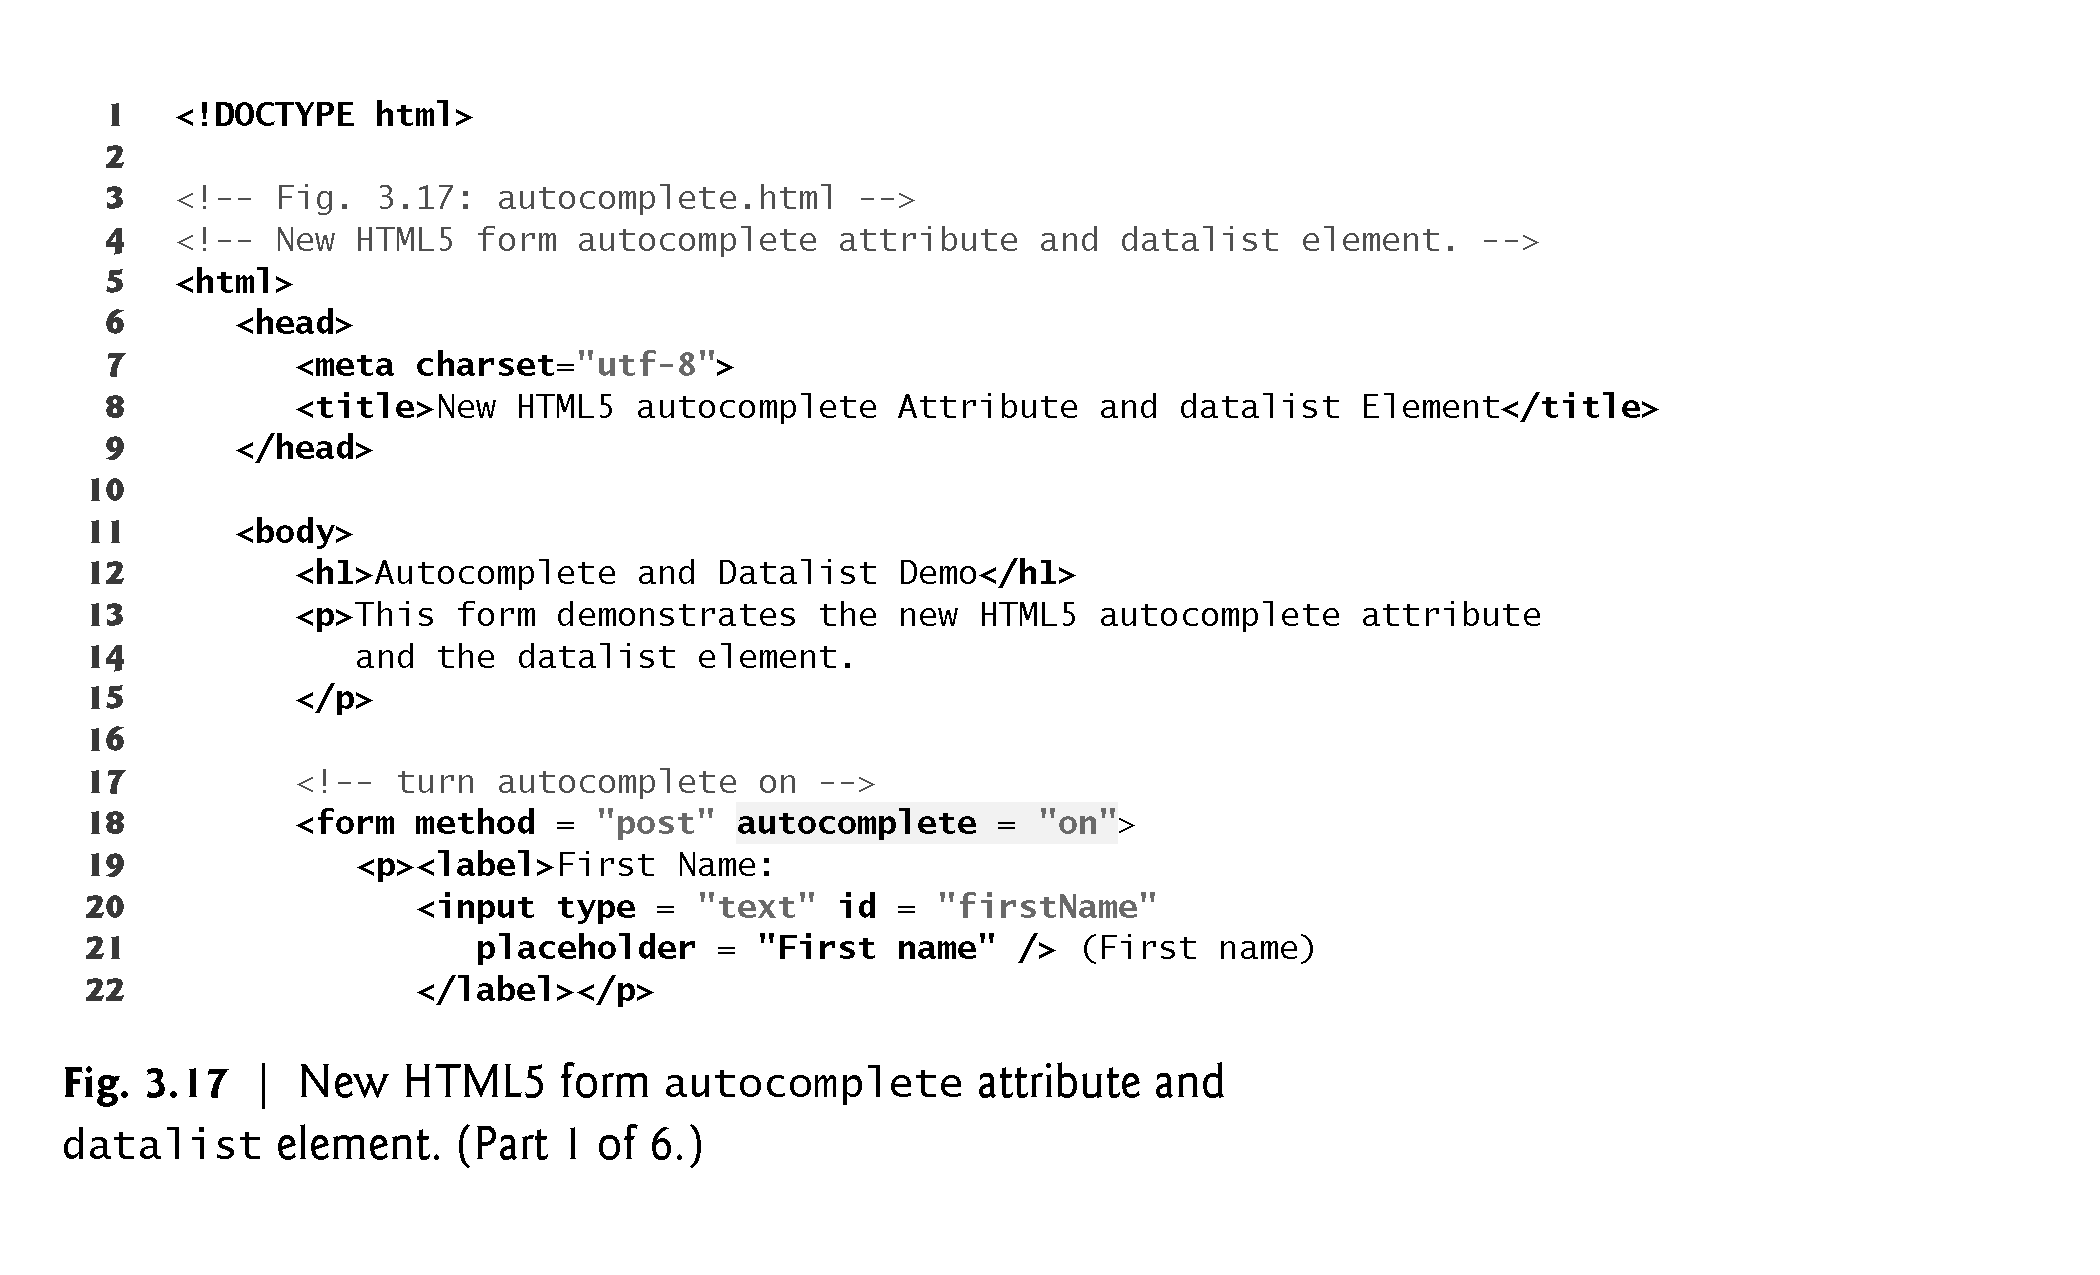 1 <!DOCTYPE html>
2
3 <!-- Fig. 3.17: autocomplete.html -->
4 <!-- New HTML5 form autocomplete attribute and datalist element. -->
5 <html>
6    <head>
7       <meta charset="utf-8">
8       <title>New HTML5 autocomplete Attribute and datalist Element</title>
9    </head>
10
11    <body>
12       <h1>Autocomplete and Datalist Demo</h1>
13       <p>This form demonstrates the new HTML5 autocomplete attribute
14          and the datalist element.
15       </p>
16
17       <!-- turn autocomplete on -->
18       <form method = "post" autocomplete = "on">
19          <p><label>First Name:
20             <input type = "text" id = "firstName"
21                placeholder = "First name" /> (First name)
22             </label></p>
Fig. 3.17 | New HTML5 form autocomplete attribute and
datalist element. (Part 1 of 6.)